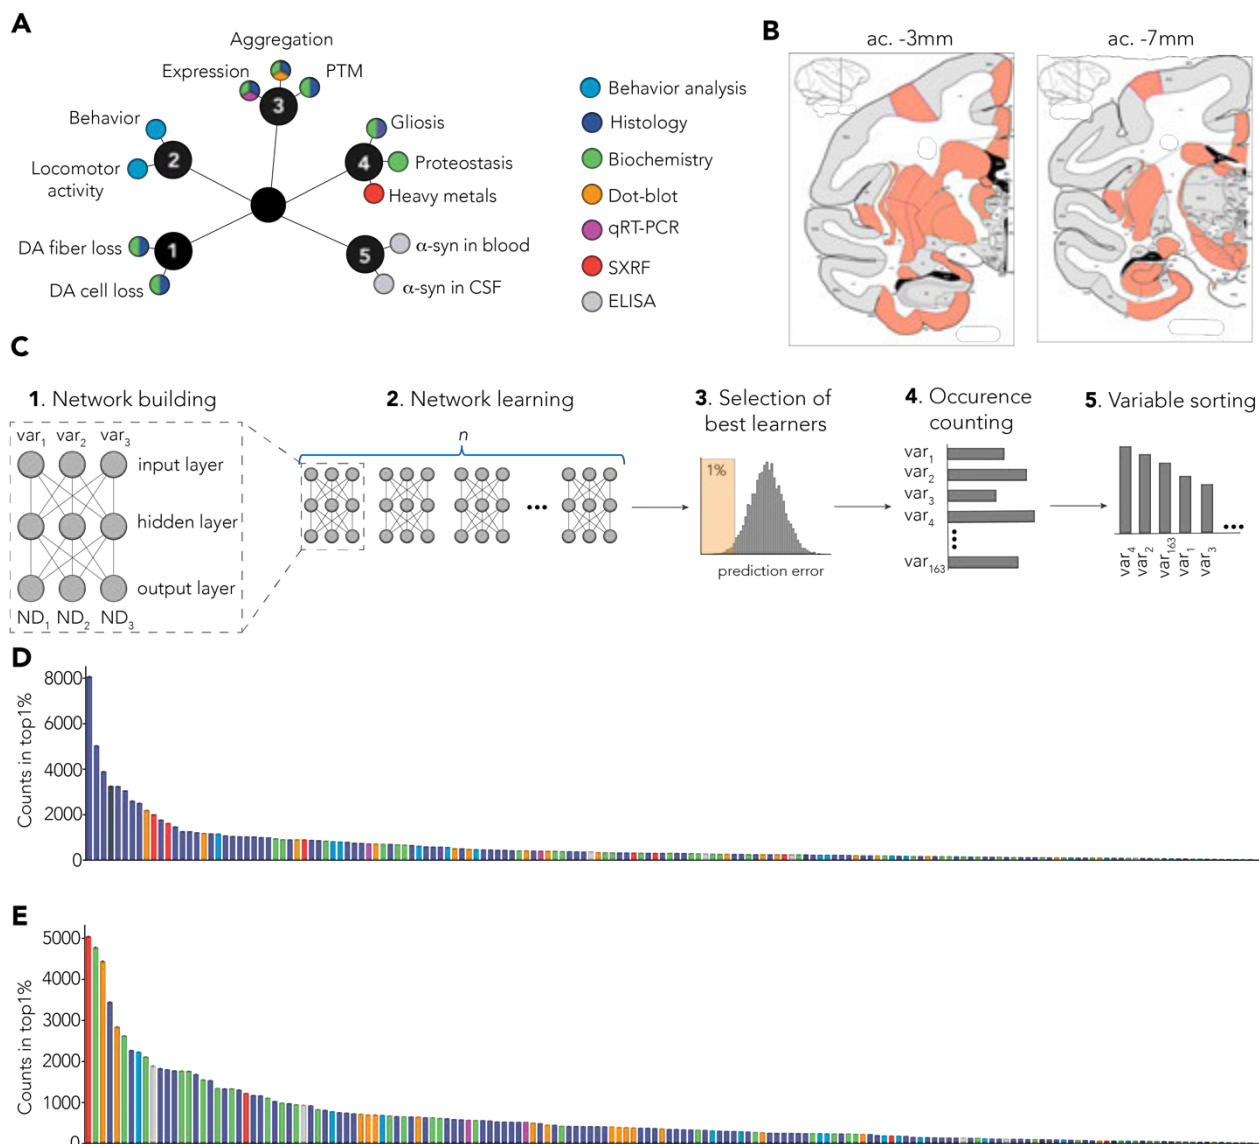 A
Aggregation
Expression
PTM
3
Behavior
2
Locomotor
activity
4
Gliosis
Proteostasis
Heavy metals
DA fiber loss
1
DA cell loss
5
α-syn in blood
α-syn in CSF
Behavior analysis
Histology
Biochemistry
Dot-blot
qRT-PCR
SXRF
ELISA
B
ac. -3mm
ac. -7mm
C
1. Network building
var1 var2 var3
input layer
hidden layer
output layer
ND1 ND2 ND3
2. Network learning
n
3. Selection of
best learners
1%
prediction error
4. Occurence
counting
var1
var2
var3
var4
var163
5. Variable sorting
var4 var2 var163 var1 var3
D
Counts in top1%
8000
6000
4000
2000
0
E
Counts in top1%
5000
4000
3000
2000
1000
0